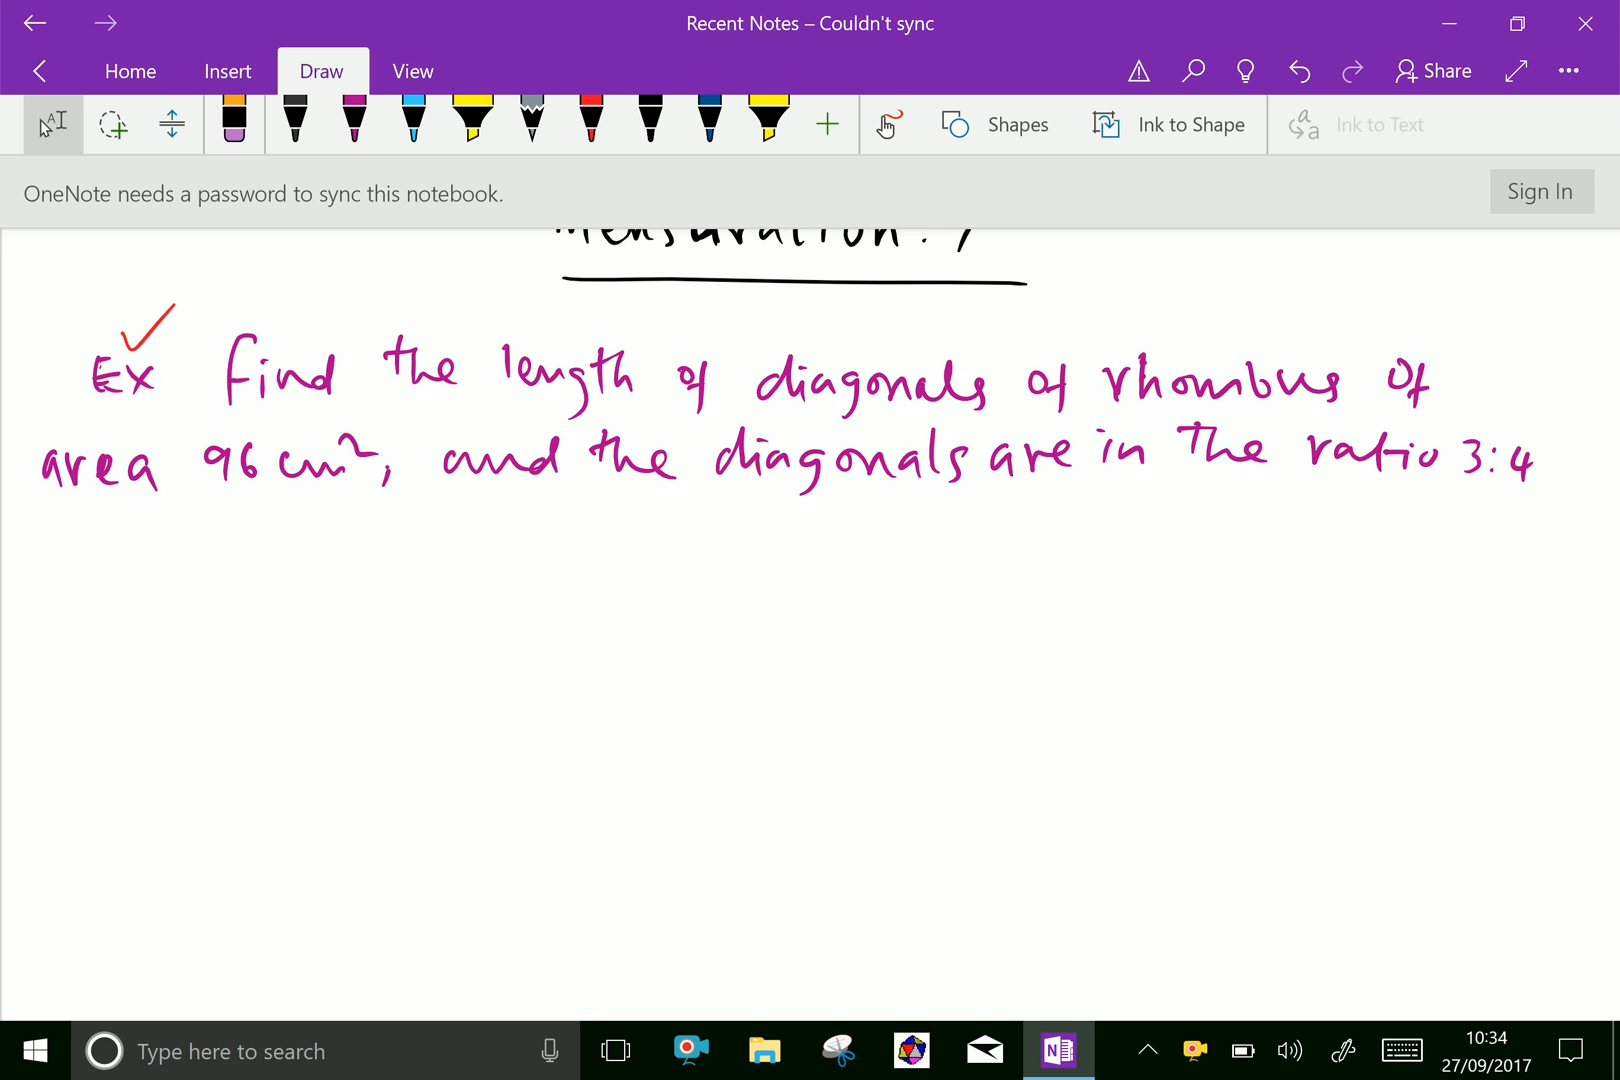 Recent Notes – Couldn't sync
Home Insert Draw View Share
Shapes Ink to Shape Ink to Text
OneNote needs a password to sync this notebook. Sign In
Mensuration:)
Ex Find the length of diagonals of rhombus of
area 96 cm², and the diagonals are in the ratio 3:4
Type here to search
10:34
27/09/2017